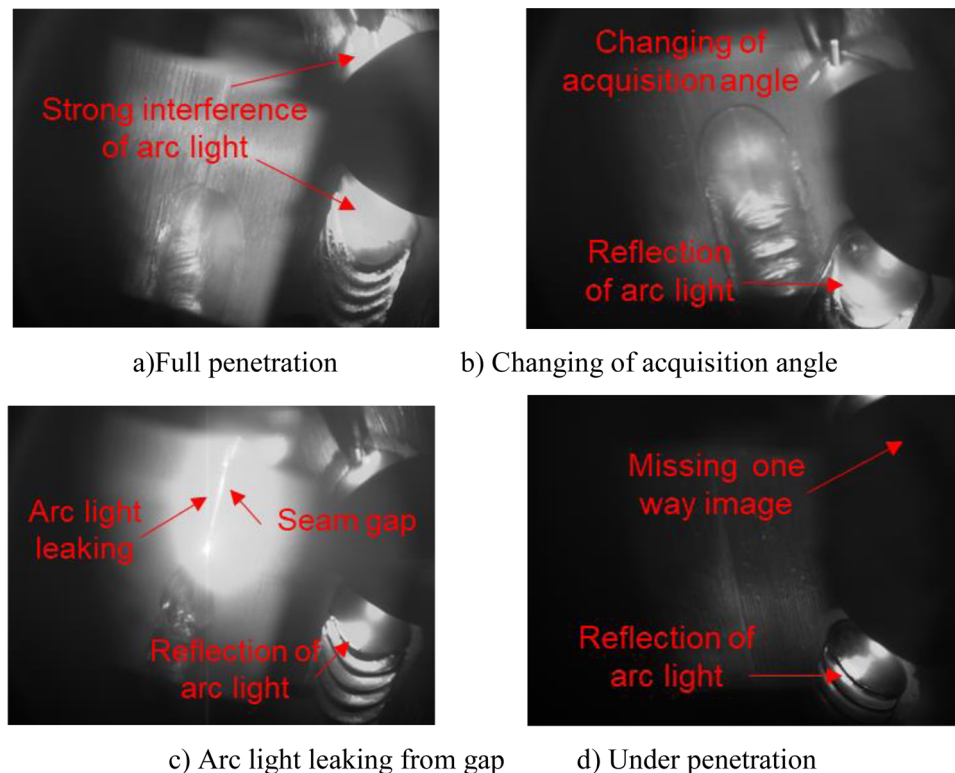 Strong interference
of arc light
Changing of
acquisition angle
Reflection
of arc light
a)Full penetration
b) Changing of acquisition angle
Arc light
leaking
Seam gap
Reflection of
arc light
Missing one
way image
Reflection of
arc light
c) Arc light leaking from gap
d) Under penetration